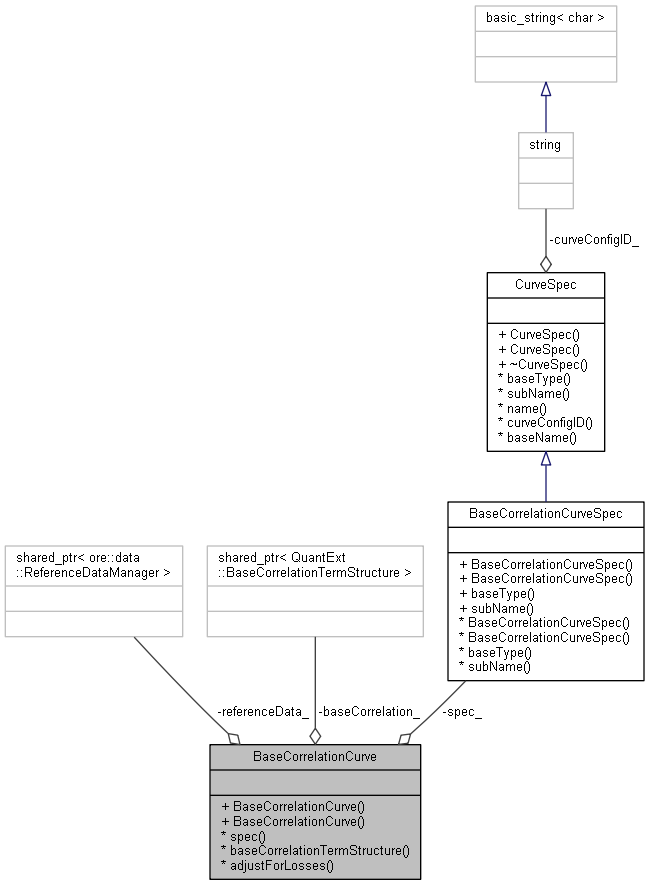 basic_string< char >
string
-curveConfigID_
CurveSpec
+ CurveSpec()
+ CurveSpec()
+ ~CurveSpec()
* baseType()
* subName()
* name()
* curveConfigID()
* baseName()
BaseCorrelationCurveSpec
+ BaseCorrelationCurveSpec()
+ BaseCorrelationCurveSpec()
+ baseType()
+ subName()
* BaseCorrelationCurveSpec()
* BaseCorrelationCurveSpec()
* baseType()
* subName()
shared_ptr< ore::data
::ReferenceDataManager >
shared_ptr< QuantExt
::BaseCorrelationTermStructure >
-referenceData_
-baseCorrelation_
-spec_
BaseCorrelationCurve
+ BaseCorrelationCurve()
+ BaseCorrelationCurve()
* spec()
* baseCorrelationTermStructure()
* adjustForLosses()